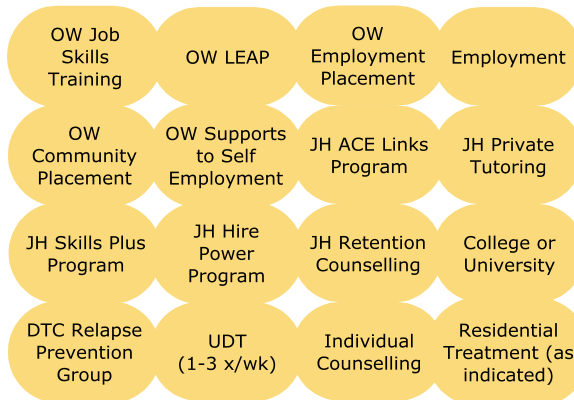 OW Job
Skills
Training
OW LEAP
OW
Employment
Placement
Employment
OW
Community
Placement
OW Supports
to Self
Employment
JH ACE Links
Program
JH Private
Tutoring
JH Skills Plus
Program
JH Hire
Power
Program
JH Retention
Counselling
College or
University
DTC Relapse
Prevention
Group
UDT
(1-3 x/wk)
Individual
Counselling
Residential
Treatment (as
indicated)